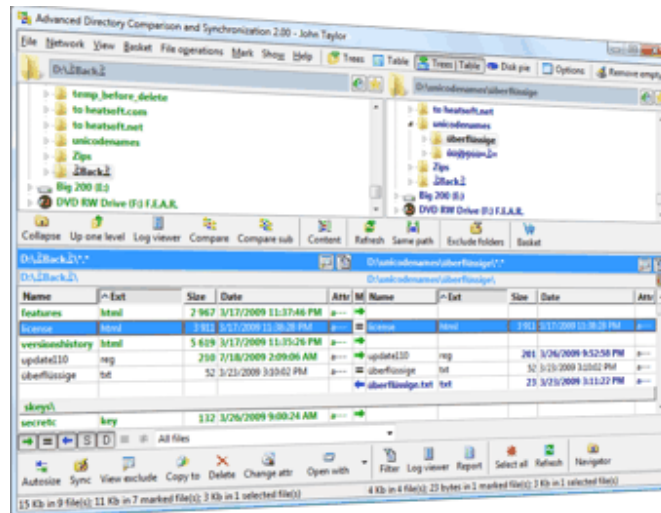 Advanced Directory Comparison and Synchronization 2.00 - John Taylor
File Network View Basket File operations Mark Show Help Trees Table Trees | Table Disk pie Options Remove empty
D:\uniсodenames\überflüssige
temp_before_delete
to heatsoft.com
to heatsoft.net
unicodenames
Zips
Big 200 (E:)
DVD RW Drive (F:) F.E.A.R.
to heatsoft.net
unicodenames
überflüssige
Zips
Big 200 (E:)
DVD RW Drive (F:) F.E.A.R.
Collapse Up one level Log viewer Compare Compare sub Content Refresh Same path Exclude folders Basket
D:\unicodenames\überflüssige\*.*
D:\unicodenames\überflüssige\
Name Ext Size Date Attr M Name Ext Size Date Attr
features html 2 967 3/17/2009 11:37:46 PM a---
license html 3 911 3/17/2009 11:38:28 PM a--- = license html 3 911 3/17/2009 11:38:28 PM a---
versionshistory html 5 619 3/17/2009 11:35:26 PM a---
update110 reg 210 7/18/2009 2:09:06 AM a--- update110 reg 201 3/26/2009 9:52:58 PM a---
überflüssige txt 52 3/23/2009 3:10:02 PM a--- = überflüssige txt 52 3/23/2009 3:10:02 PM a---
überflüssige.txt txt 23 3/23/2009 3:11:22 PM a---
skeys\
secretc key 132 3/26/2009 9:00:24 AM a---
= S D All files
Autosize Sync View exclude Copy to Delete Change attr Open with Filter Log viewer Report Select all Refresh Navigator
15 Kb in 9 file(s); 11 Kb in 7 marked file(s); 3 Kb in 1 selected file(s) 4 Kb in 4 file(s); 23 bytes in 1 marked file(s); 3 Kb in 1 selected file(s)